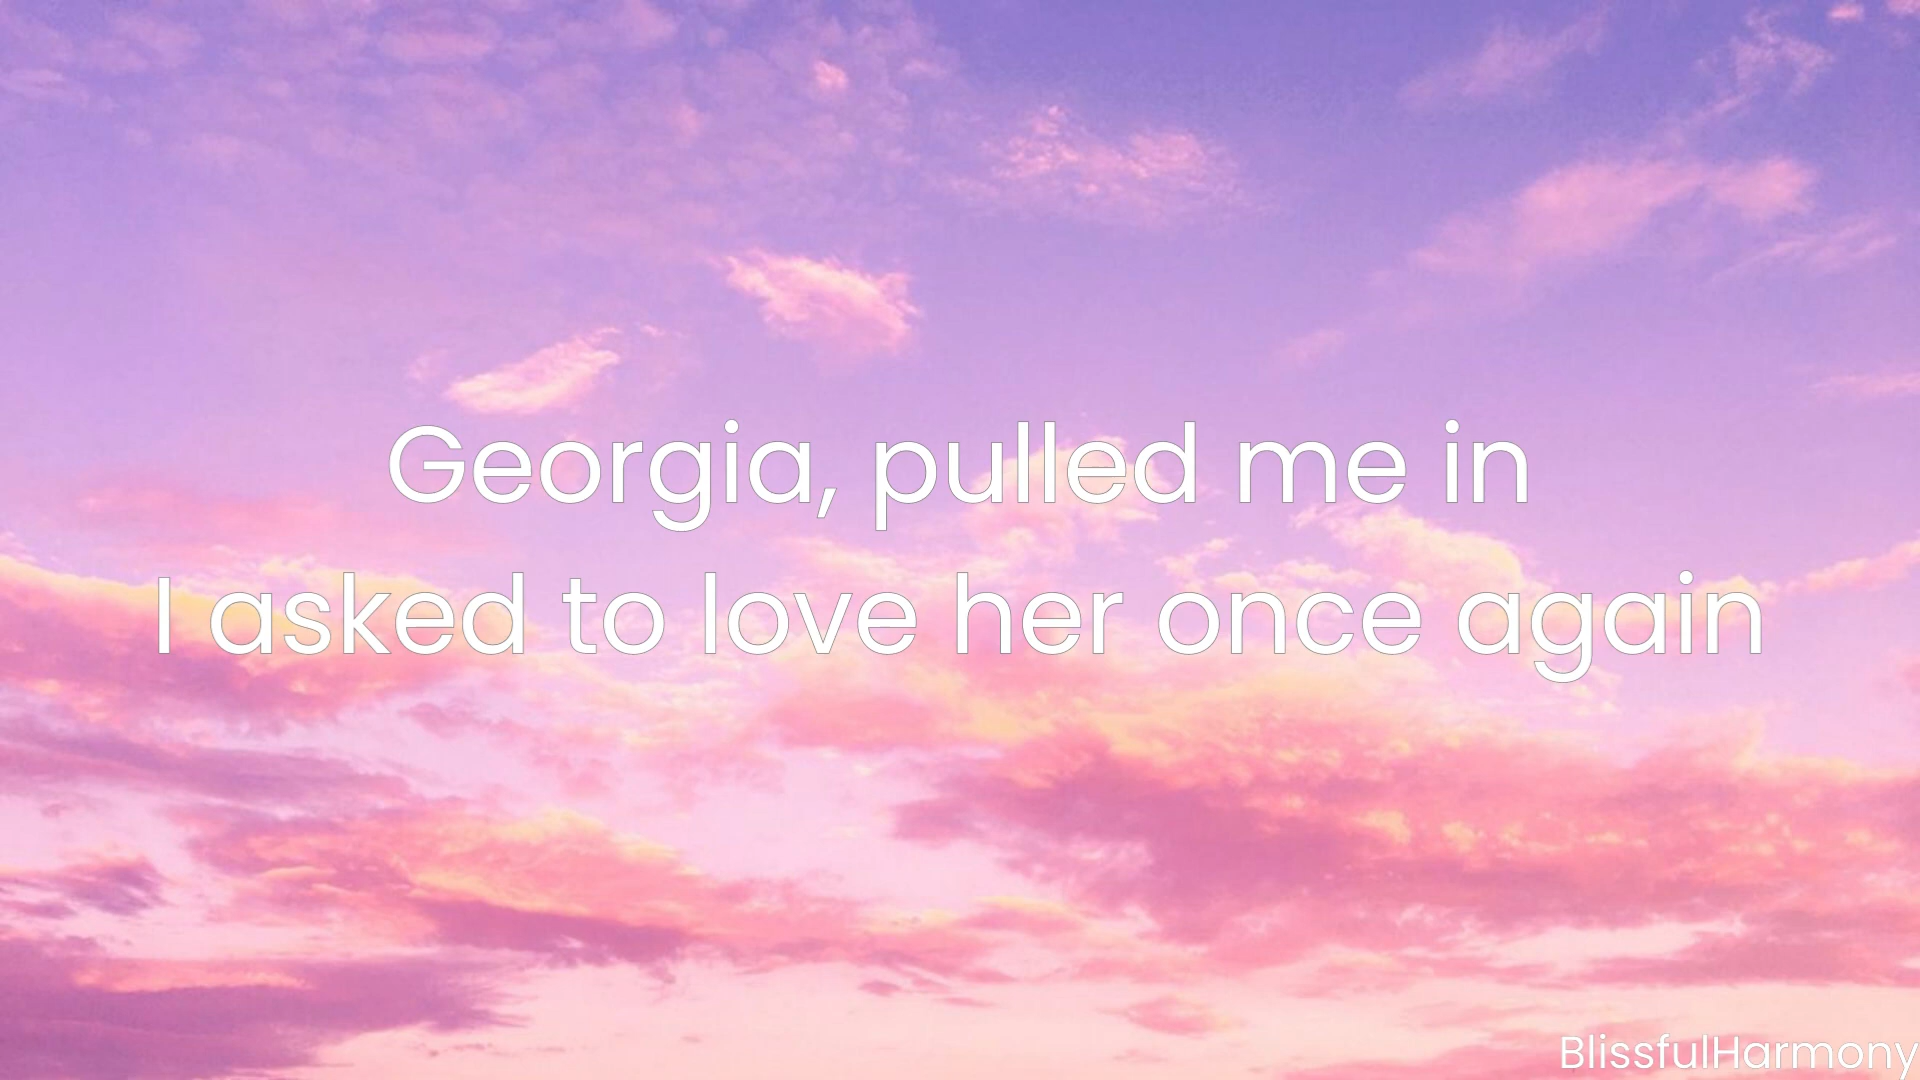 Georgia, pulled me in
I asked to love her once again
BlissfulHarmony